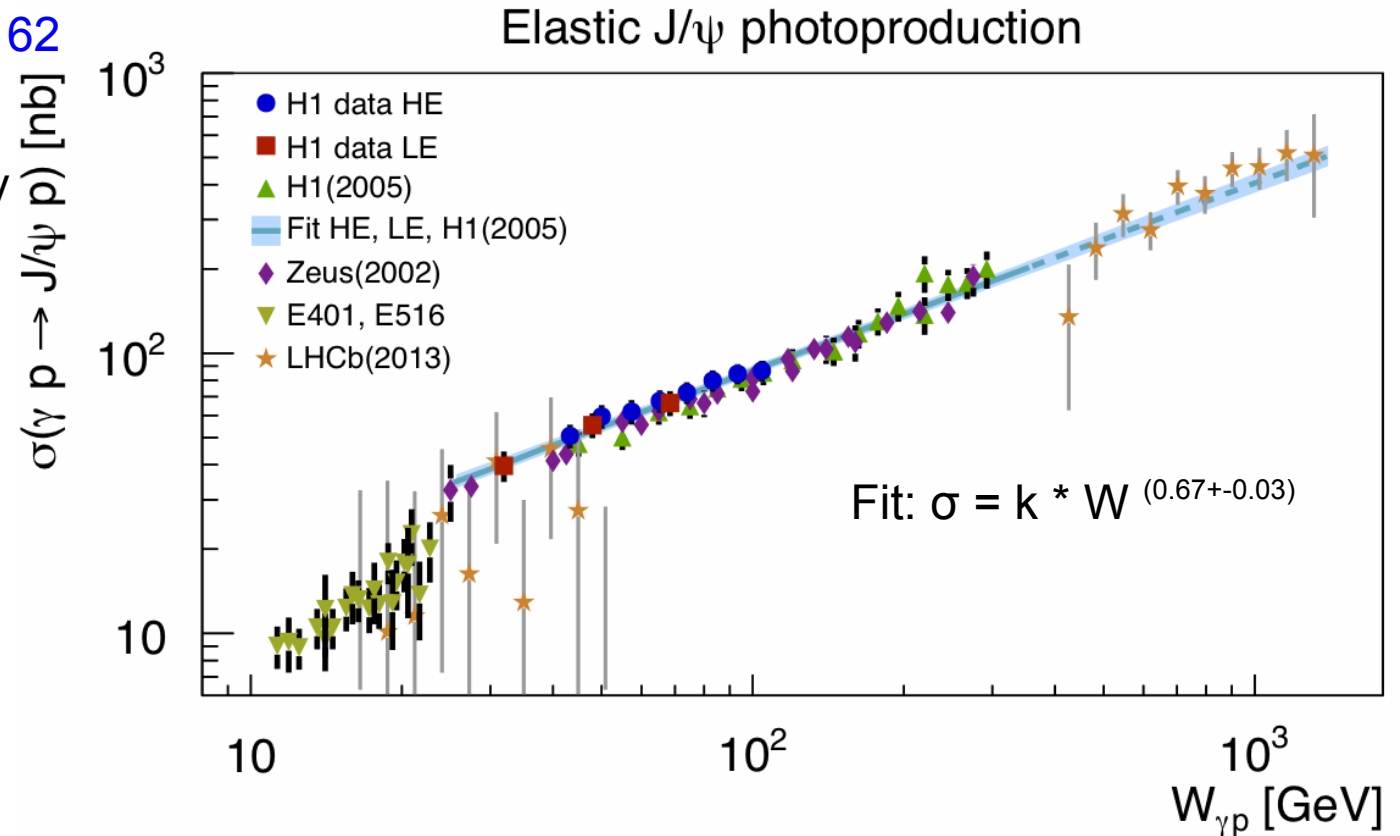 62
Elastic J/ψ photoproduction
σ(γ p → J/ψ p) [nb]
10³
10²
10
H1 data HE
H1 data LE
H1(2005)
Fit HE, LE, H1(2005)
Zeus(2002)
E401, E516
LHCb(2013)
Fit: σ = k * W (0.67+-0.03)
10
10²
10³
Wγp [GeV]